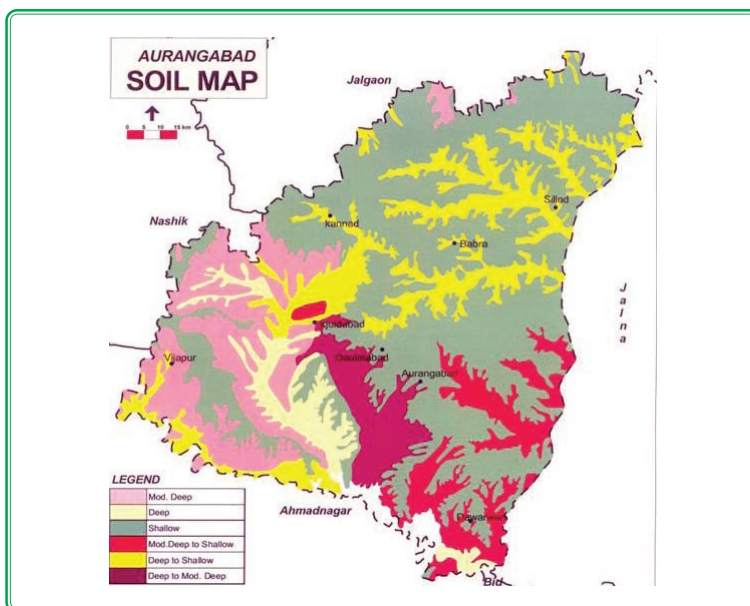 AURANGABAD
SOIL MAP
0 5 10 15 km
Jalgaon
Nashik
kannad
Sillod
Babra
Jalna
Vijapur
Aurangabad
Ahmadnagar
Bid
LEGEND
Mod. Deep
Deep
Shallow
Mod.Deep to Shallow
Deep to Shallow
Deep to Mod. Deep